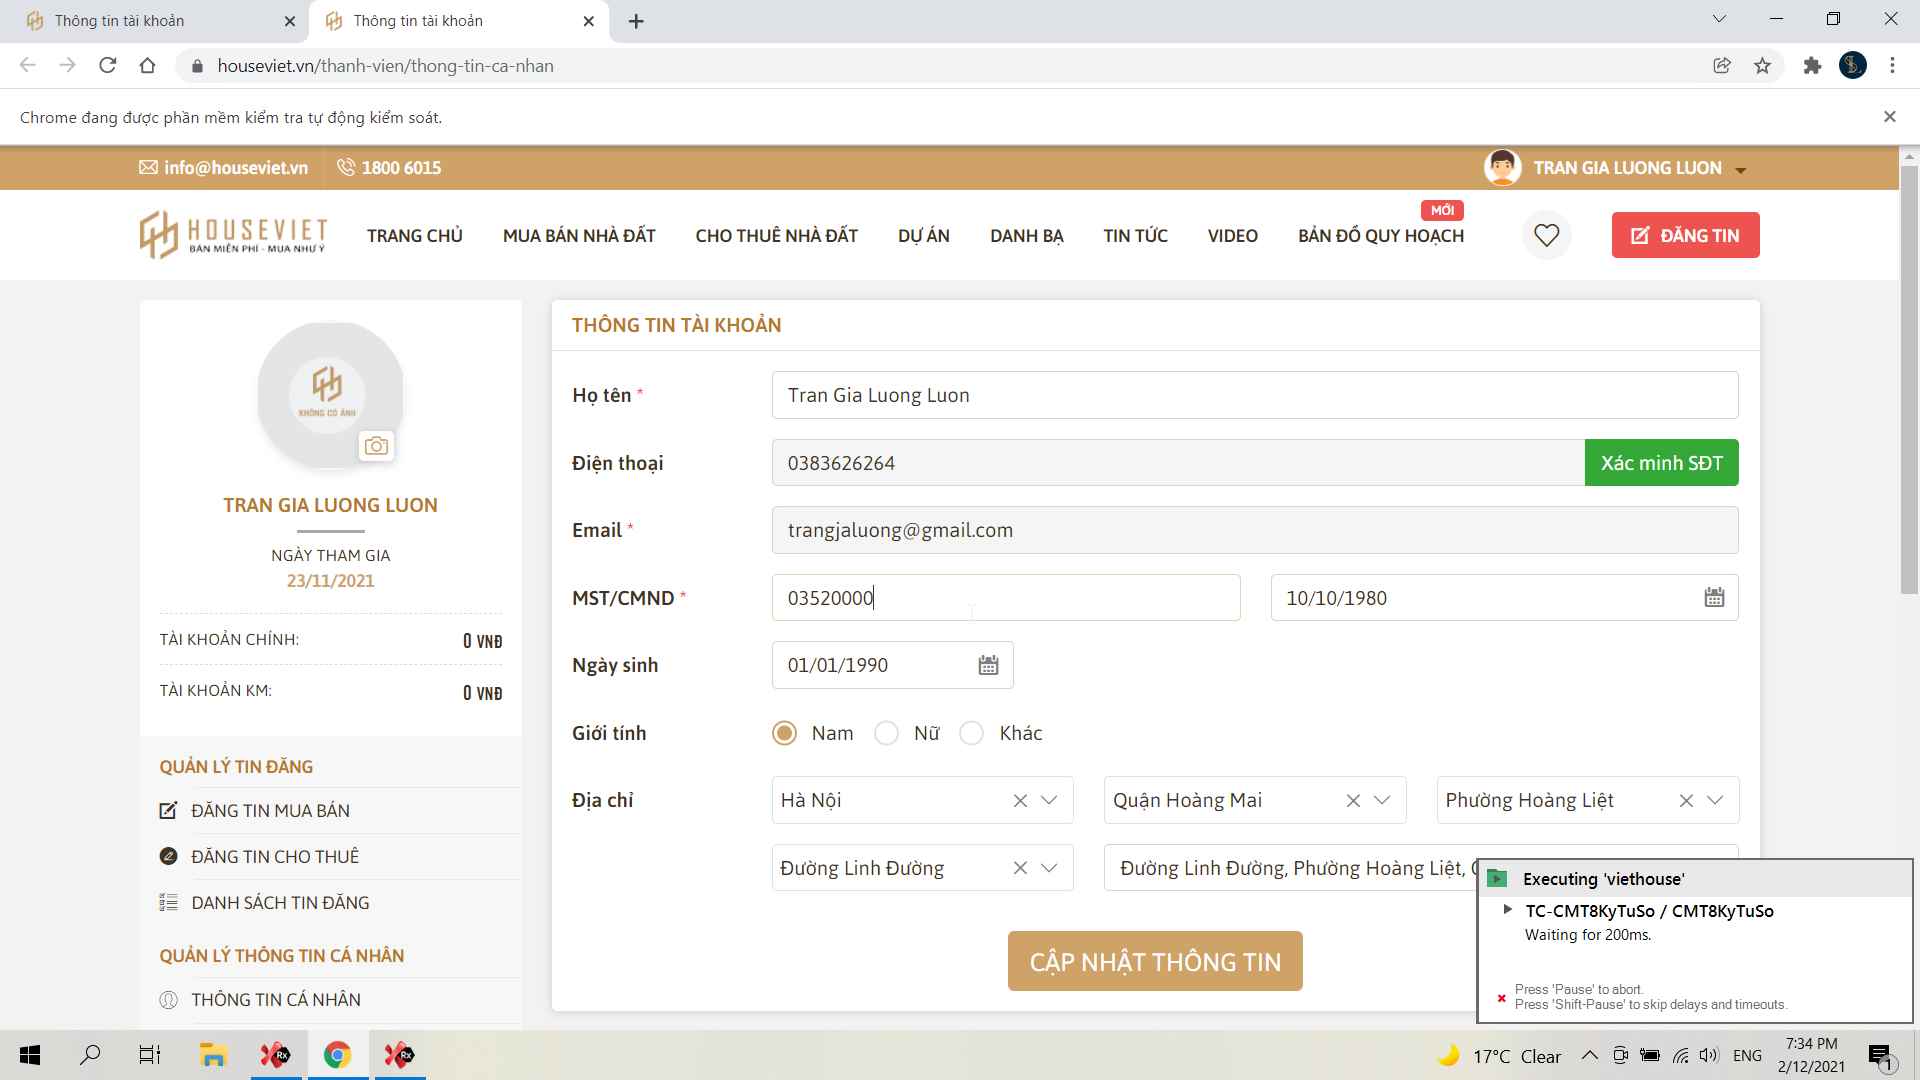 Thông tin tài khoản
Thông tin tài khoản
houseviet.vn/thanh-vien/thong-tin-ca-nhan
Chrome đang được phần mềm kiểm tra tự động kiểm soát.
info@houseviet.vn
1800 6015
TRAN GIA LUONG LUON
HOUSEVIET
BÁN MIỄN PHÍ - MUA NHƯ Ý
TRANG CHỦ
MUA BÁN NHÀ ĐẤT
CHO THUÊ NHÀ ĐẤT
DỰ ÁN
DANH BẠ
TIN TỨC
VIDEO
MỚI
BẢN ĐỒ QUY HOẠCH
ĐĂNG TIN
KHÔNG CÓ ẢNH
TRAN GIA LUONG LUON
NGÀY THAM GIA
23/11/2021
TÀI KHOẢN CHÍNH: 0 VNĐ
TÀI KHOẢN KM: 0 VNĐ
QUẢN LÝ TIN ĐĂNG
ĐĂNG TIN MUA BÁN
ĐĂNG TIN CHO THUÊ
DANH SÁCH TIN ĐĂNG
QUẢN LÝ THÔNG TIN CÁ NHÂN
THÔNG TIN CÁ NHÂN
THÔNG TIN TÀI KHOẢN
Họ tên * Tran Gia Luong Luon
Điện thoại 0383626264 Xác minh SĐT
Email * trangjaluong@gmail.com
MST/CMND * 03520000 10/10/1980
Ngày sinh 01/01/1990
Giới tính Nam Nữ Khác
Địa chỉ Hà Nội Quận Hoàng Mai Phường Hoàng Liệt
Đường Linh Đường Đường Linh Đường, Phường Hoàng Liệt,
CẬP NHẬT THÔNG TIN
Executing 'viethouse'
TC-CMT8KyTuSo / CMT8KyTuSo
Waiting for 200ms.
Press 'Pause' to abort.
Press 'Shift-Pause' to skip delays and timeouts.
Rx
Rx
17°C Clear
ENG
7:34 PM
2/12/2021
1